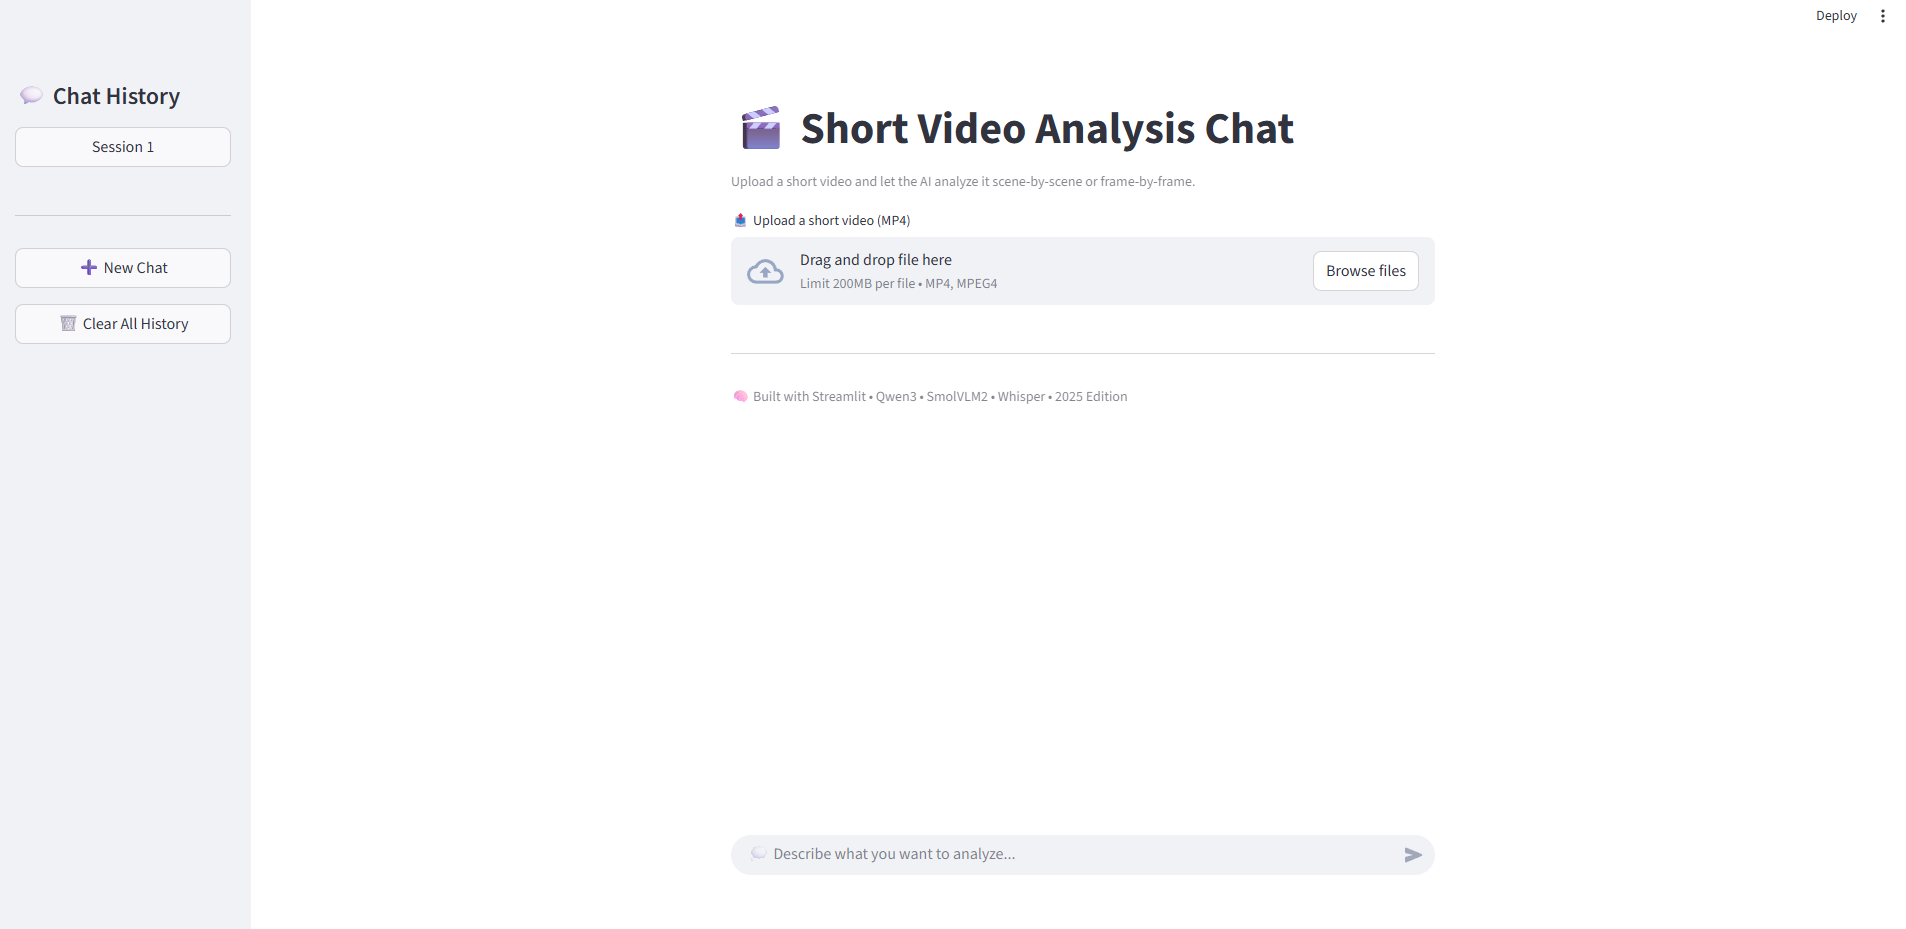 Deploy
💬 Chat History
Session 1
➕ New Chat
🗑️ Clear All History
🎬 Short Video Analysis Chat
Upload a short video and let the AI analyze it scene-by-scene or frame-by-frame.
📤 Upload a short video (MP4)
Drag and drop file here
Limit 200MB per file • MP4, MPEG4
Browse files
🧠 Built with Streamlit • Qwen3 • SmolVLM2 • Whisper • 2025 Edition
💭 Describe what you want to analyze...